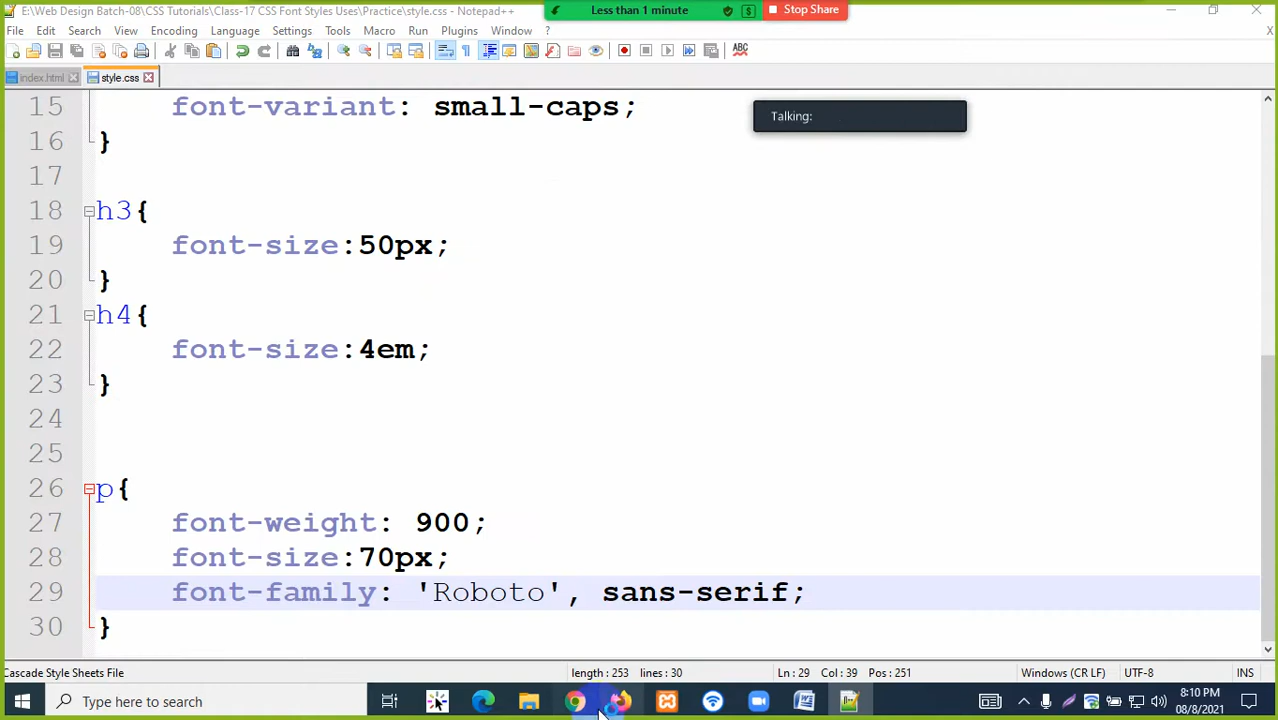 E:\Web Design Batch-08\CSS Tutorials\Class-17 CSS Font Styles Uses\Practice\style.css - Notepad++
Less than 1 minute
Stop Share
File Edit Search View Encoding Language Settings Tools Macro Run Plugins Window ?
X
ABC
index.html style.css
Talking:
15 font-variant: small-caps;
16 }
17
18 h3{
19 font-size:50px;
20 }
21 h4{
22 font-size:4em;
23 }
24
25
26 p{
27 font-weight: 900;
28 font-size:70px;
29 font-family: 'Roboto', sans-serif;
30 }
Cascade Style Sheets File length : 253 lines : 30 Ln : 29 Col : 39 Pos : 251 Windows (CR LF) UTF-8 INS
Type here to search
8:10 PM
08/8/2021